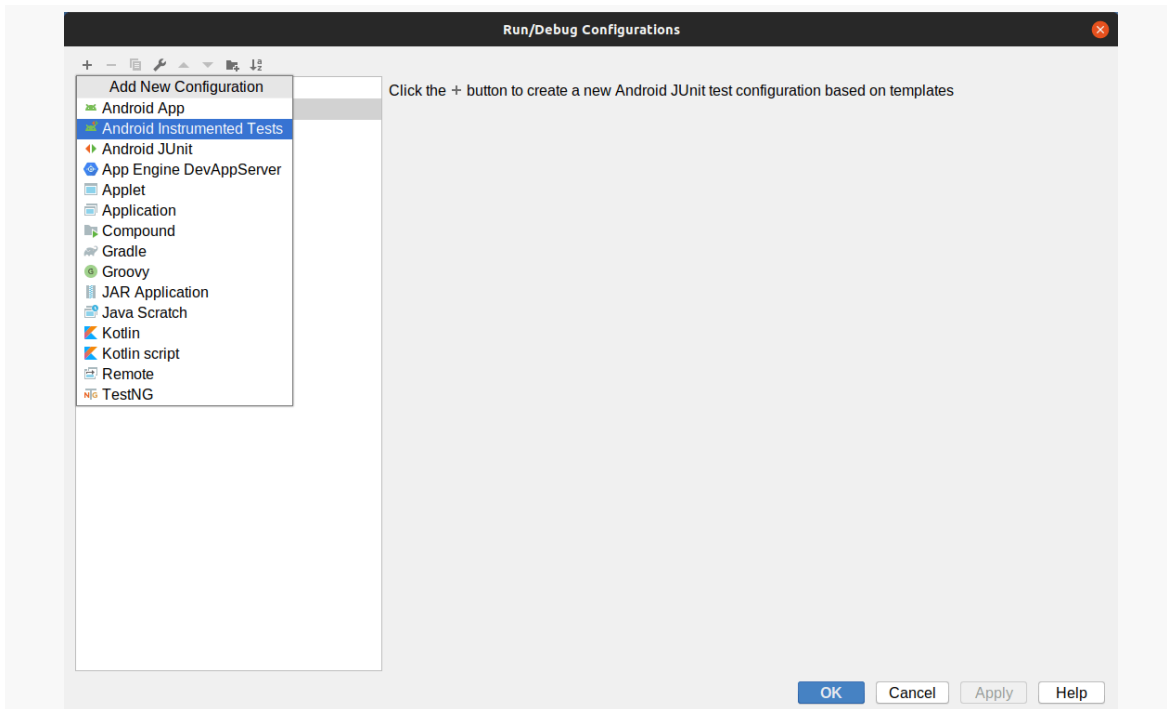 Run/Debug Configurations
Add New Configuration
Click the + button to create a new Android JUnit test configuration based on templates
Android App
Android Instrumented Tests
Android JUnit
App Engine DevAppServer
Applet
Application
Compound
Gradle
Groovy
JAR Application
Java Scratch
Kotlin
Kotlin script
Remote
TestNG
OK Cancel Apply Help